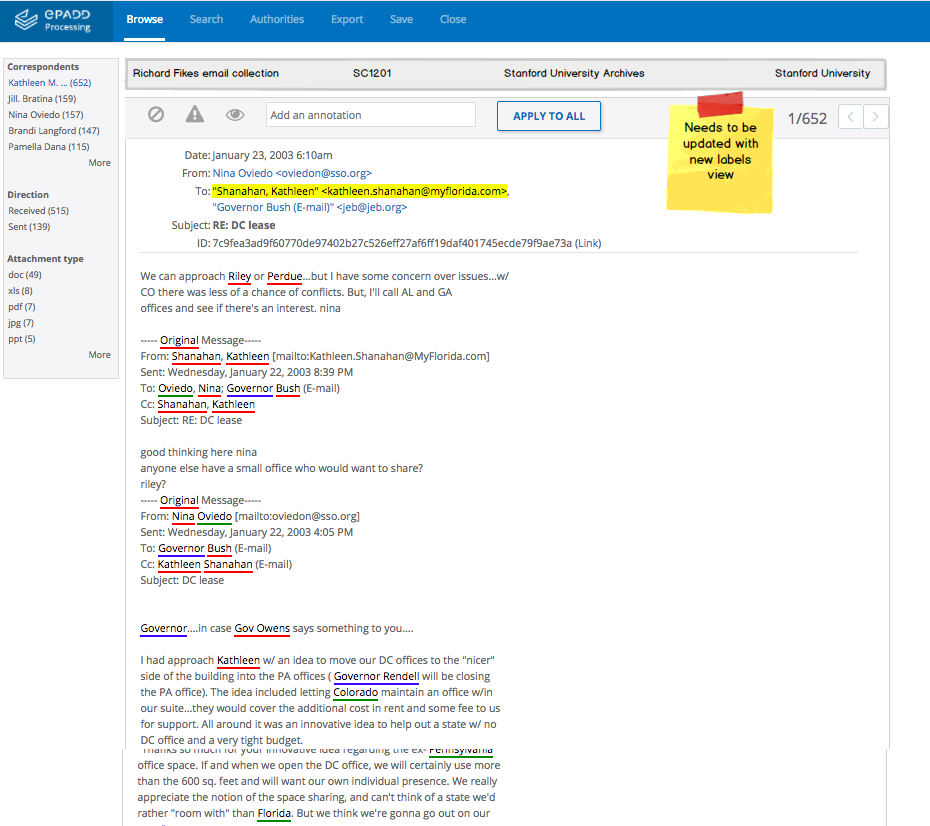 ePADD
Processing
Browse
Search
Authorities
Export
Save
Close
Correspondents
Kathleen M. ... (652)
Jill. Bratina (159)
Nina Oviedo (157)
Brandi Langford (147)
Pamella Dana (115)
More
Direction
Received (515)
Sent (139)
Attachment type
doc (49)
xls (8)
pdf (7)
jpg (7)
ppt (5)
More
Richard Fikes email collection SC1201 Stanford University Archives Stanford University
Add an annotation
APPLY TO ALL
Needs to be
updated with
new labels
view
1/652
Date: January 23, 2003 6:10am
From: Nina Oviedo <oviedon@sso.org>
To: "Shanahan, Kathleen" <kathleen.shanahan@myflorida.com>,
"Governor Bush (E-mail)" <jeb@jeb.org>
Subject: RE: DC lease
ID: 7c9fea3ad9f60770de97402b27c526eff27af6ff19daf401745ecde79f9ae73a (Link)
We can approach Riley or Perdue...but I have some concern over issues...w/
CO there was less of a chance of conflicts. But, I'll call AL and GA
offices and see if there's an interest. nina
----- Original Message-----
From: Shanahan, Kathleen [mailto:Kathleen.Shanahan@MyFlorida.com]
Sent: Wednesday, January 22, 2003 8:39 PM
To: Oviedo, Nina; Governor Bush (E-mail)
Cc: Shanahan, Kathleen
Subject: RE: DC lease
good thinking here nina
anyone else have a small office who would want to share?
riley?
----- Original Message-----
From: Nina Oviedo [mailto:oviedon@sso.org]
Sent: Wednesday, January 22, 2003 4:05 PM
To: Governor Bush (E-mail)
Cc: Kathleen Shanahan (E-mail)
Subject: DC lease
Governor....in case Gov Owens says something to you....
I had approach Kathleen w/ an idea to move our DC offices to the "nicer"
side of the building into the PA offices ( Governor Rendell will be closing
the PA office). The idea included letting Colorado maintain an office w/in
our suite...they would cover the additional cost in rent and some fee to us
for support. All around it was an innovative idea to help out a state w/ no
DC office and a very tight budget.
Thanks so much for your innovative idea regarding the ex- Pennsylvania
office space. If and when we open the DC office, we will certainly use more
than the 600 sq. feet and will want our own individual presence. We really
appreciate the notion of the space sharing, and can't think of a state we'd
rather "room with" than Florida. But we think we're gonna go out on our